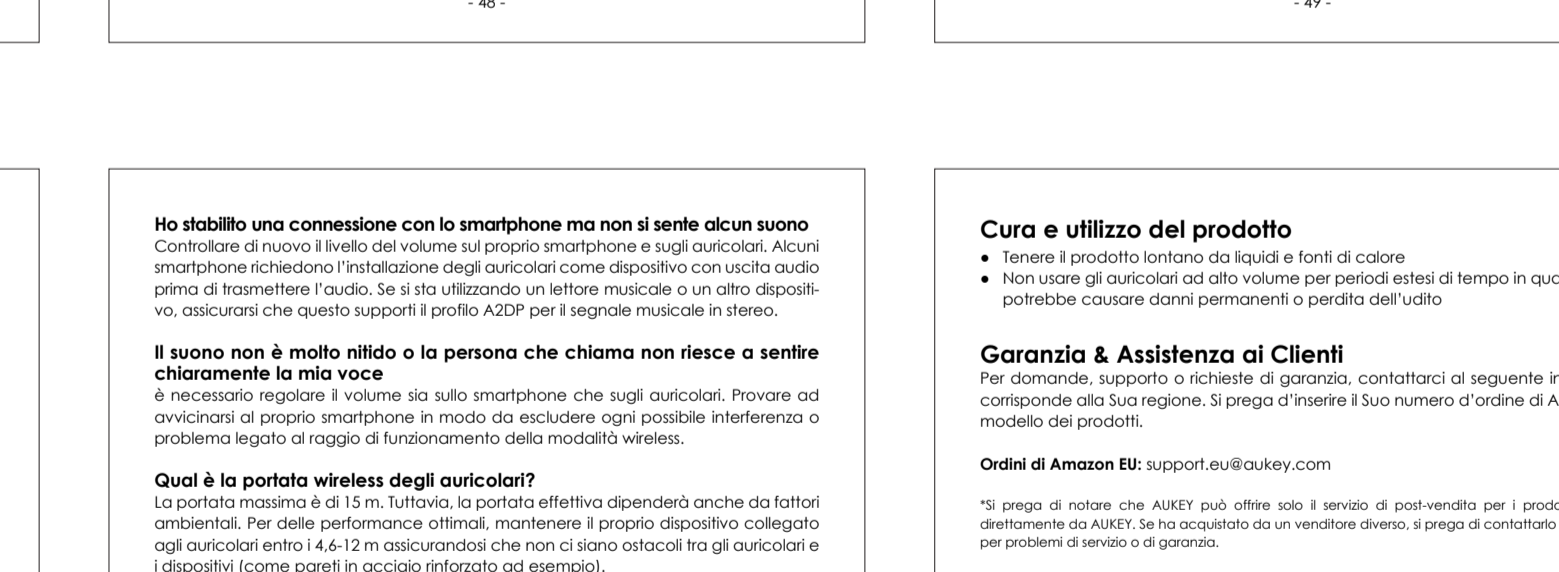 - 48 -
- 49 -
Ho stabilito una connessione con lo smartphone ma non si sente alcun suono
Controllare di nuovo il livello del volume sul proprio smartphone e sugli auricolari. Alcuni
smartphone richiedono l'installazione degli auricolari come dispositivo con uscita audio
prima di trasmettere l'audio. Se si sta utilizzando un lettore musicale o un altro dispositi-
vo, assicurarsi che questo supporti il profilo A2DP per il segnale musicale in stereo.
Il suono non è molto nitido o la persona che chiama non riesce a sentire
chiaramente la mia voce
è necessario regolare il volume sia sullo smartphone che sugli auricolari. Provare ad
avvicinarsi al proprio smartphone in modo da escludere ogni possibile interferenza o
problema legato al raggio di funzionamento della modalità wireless.
Qual è la portata wireless degli auricolari?
La portata massima è di 15 m. Tuttavia, la portata effettiva dipenderà anche da fattori
ambientali. Per delle performance ottimali, mantenere il proprio dispositivo collegato
agli auricolari entro i 4,6-12 m assicurandosi che non ci siano ostacoli tra gli auricolari e
i dispositivi (come pareti in acciaio rinforzato ad esempio).
Cura e utilizzo del prodotto
● Tenere il prodotto lontano da liquidi e fonti di calore
● Non usare gli auricolari ad alto volume per periodi estesi di tempo in
potrebbe causare danni permanenti o perdita dell'udito
Garanzia & Assistenza ai Clienti
Per domande, supporto o richieste di garanzia, contattarci al seguente
corrisponde alla Sua regione. Si prega d'inserire il Suo numero d'ordine di
modello dei prodotti.
Ordini di Amazon EU: support.eu@aukey.com
*Si prega di notare che AUKEY può offrire solo il servizio di post-vendita per i
direttamente da AUKEY. Se ha acquistato da un venditore diverso, si prega di contattarlo
per problemi di servizio o di garanzia.